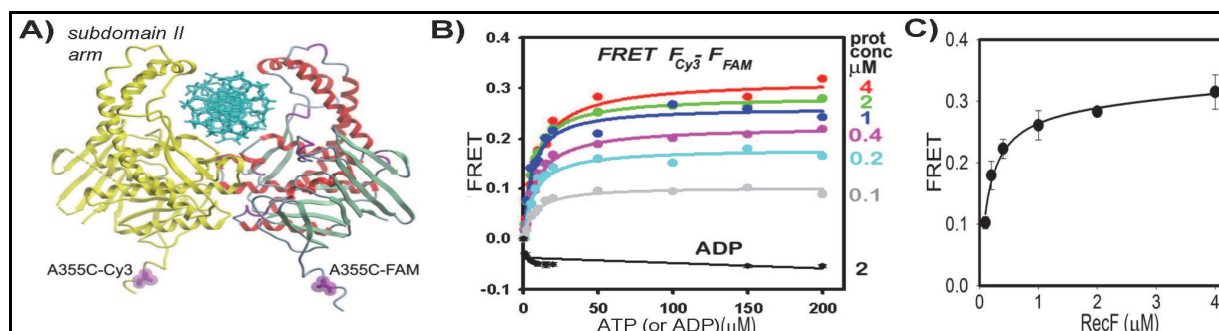 A)
subdomain II
arm
A355C-Cy3
A355C-FAM
B)
FRET F Cy3- F FAM
prot
conc
μM
4
2
1
0.4
0.2
0.1
ADP
2
FRET
0.4
0.3
0.2
0.1
0.0
-0.1
0 50 100 150 200
ATP (or ADP)(μM)
C)
FRET
0.4
0.3
0.2
0.1
0.0
0 1 2 3 4
RecF (μM)